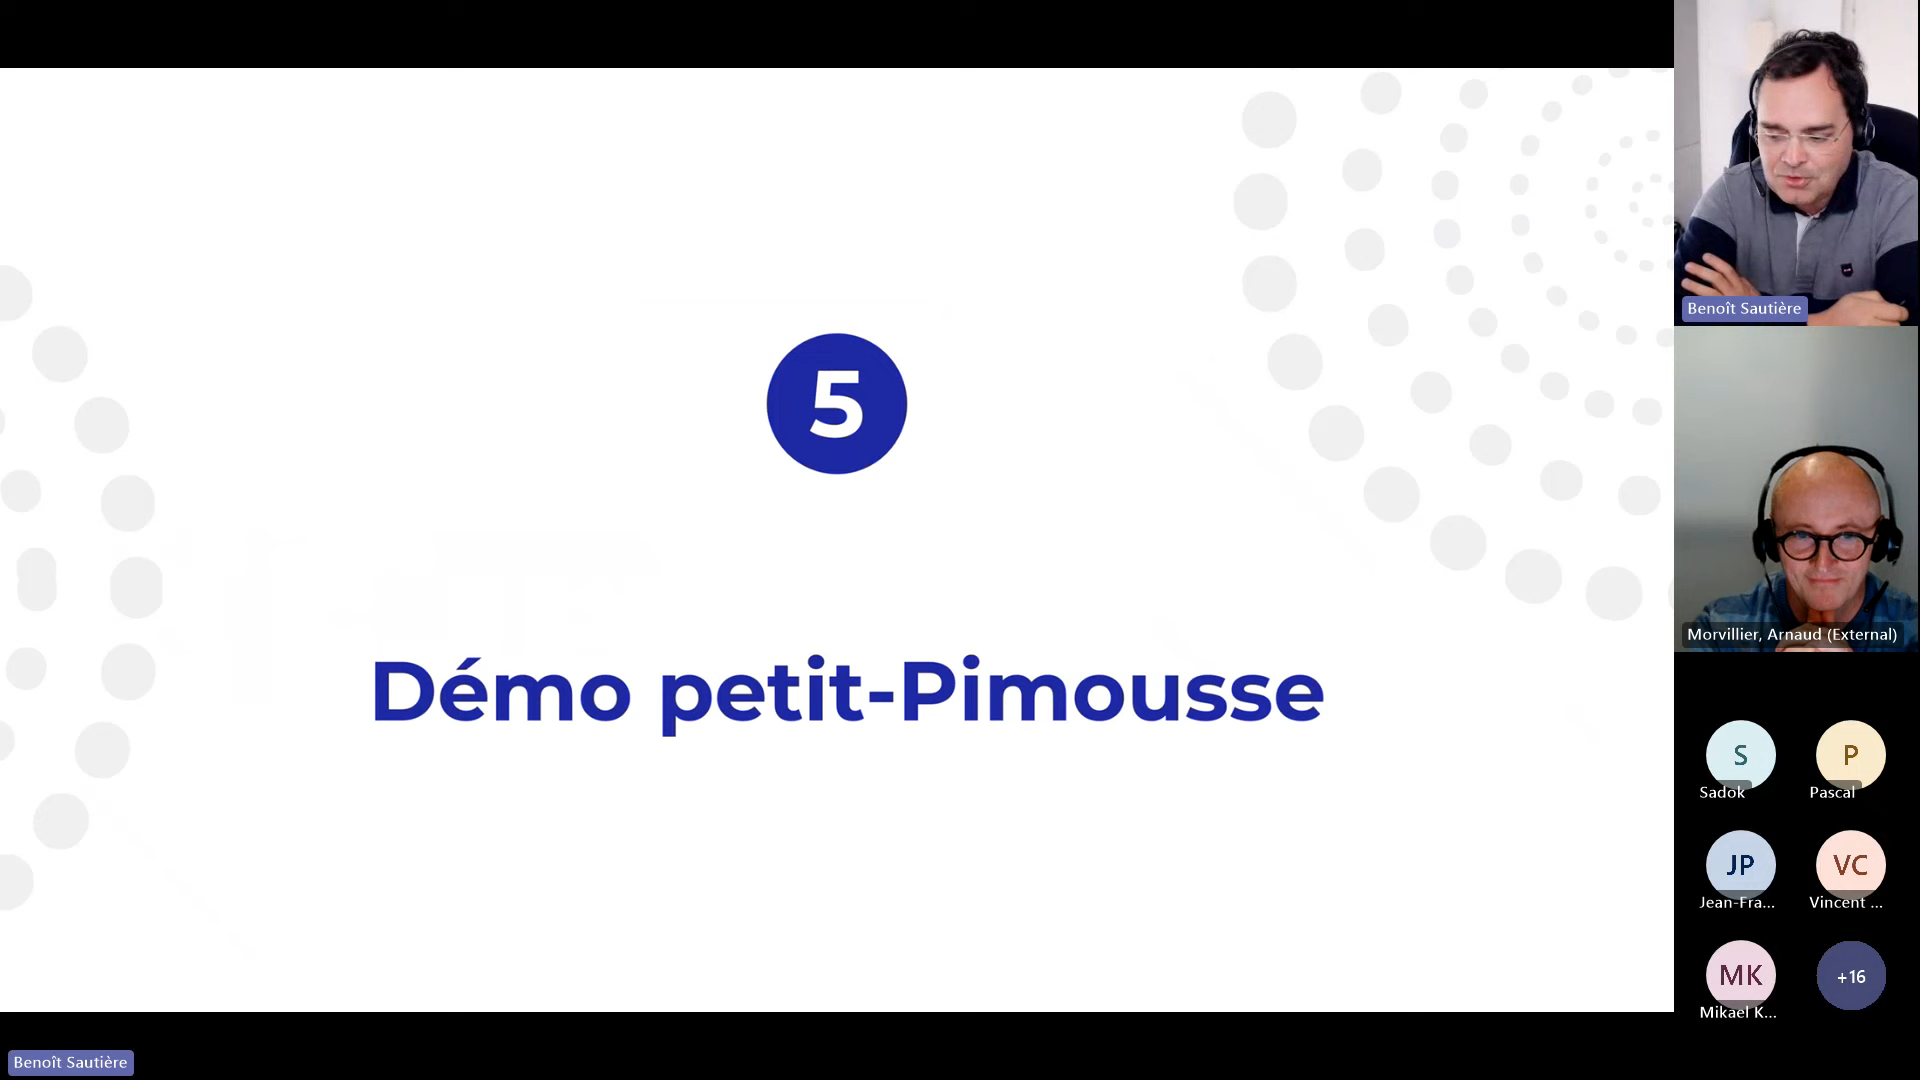 5
Démo petit-Pimousse
Benoît Sautière
Morvillier, Arnaud (External)
S
Sadok
P
Pascal
JP
Jean-Fra...
VC
Vincent ...
MK
Mikael K...
+16
Benoît Sautière